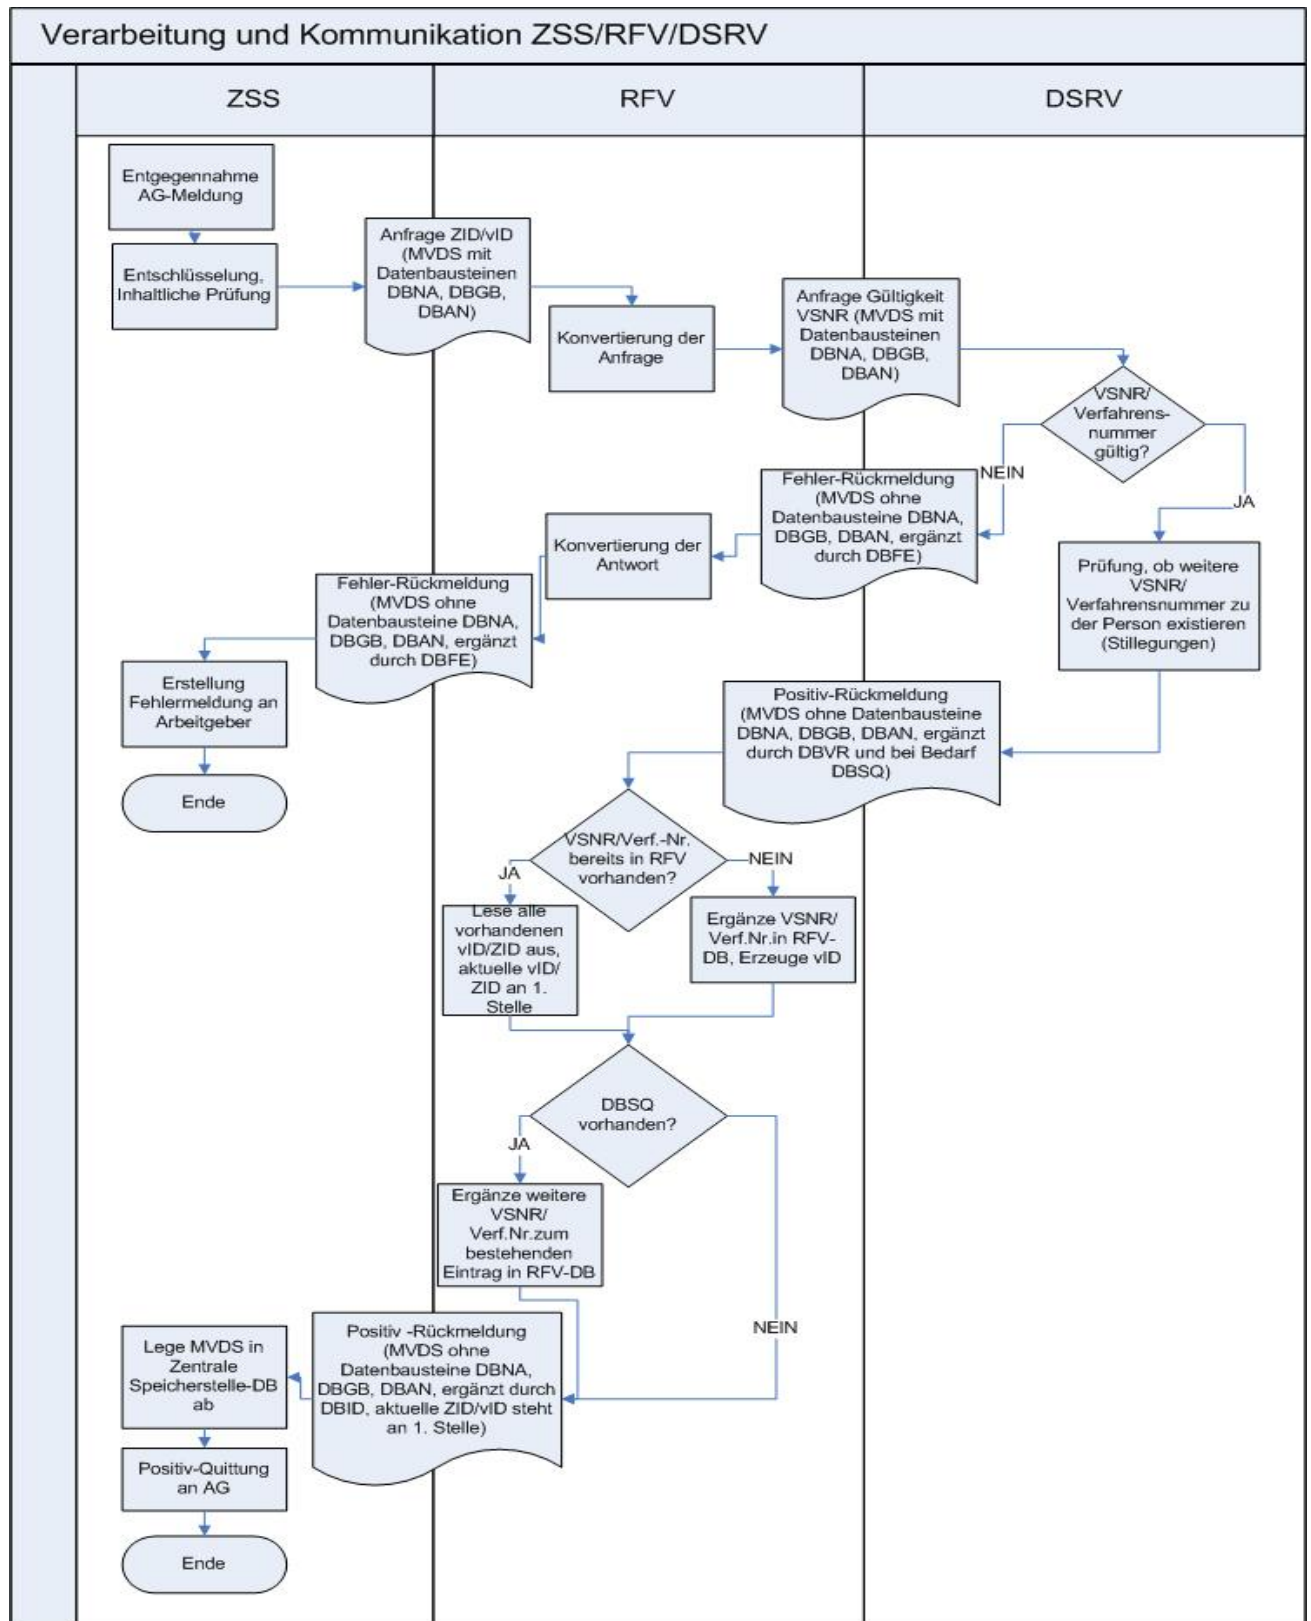 Verarbeitung und Kommunikation ZSS/RFV/DSRV
ZSS
RFV
DSRV
Entgegennahme
AG-Meldung
Entschlüsselung,
Inhaltliche Prüfung
Anfrage ZID/vID
(MVDS mit
Datenbausteinen
DBNA, DBGB,
DBAN)
Konvertierung der
Anfrage
Anfrage Gültigkeit
VSNR (MVDS mit
Datenbausteinen
DBNA, DBGB,
DBAN)
VSNR/
Verfahrens-
nummer
gültig?
NEIN
JA
Fehler-Rückmeldung
(MVDS ohne
Datenbausteine DBNA,
DBGB, DBAN, ergänzt
durch DBFE)
Konvertierung der
Antwort
Prüfung, ob weitere
VSNR/
Verfahrensnummer zu
der Person existieren
(Stillegungen)
Fehler-Rückmeldung
(MVDS ohne
Datenbausteine DBNA,
DBGB, DBAN, ergänzt
durch DBFE)
Erstellung
Fehlermeldung an
Arbeitgeber
Ende
Positiv-Rückmeldung
(MVDS ohne Datenbausteine
DBNA, DBGB, DBAN, ergänzt
durch DBVR und bei Bedarf
DBSQ)
VSNR/Verf.-Nr.
bereits in RFV
vorhanden?
JA
NEIN
Lese alle
vorhandenen
vID/ZID aus,
aktuelle vID/
ZID an 1.
Stelle
Ergänze VSNR/
Verf.Nr.in RFV-
DB, Erzeuge vID
DBSQ
vorhanden?
JA
NEIN
Ergänze weitere
VSNR/
Verf.Nr.zum
bestehenden
Eintrag in RFV-DB
Positiv -Rückmeldung
(MVDS ohne
Datenbausteine DBNA,
DBGB, DBAN, ergänzt durch
DBID, aktuelle ZID/vID steht
an 1. Stelle)
Lege MVDS in
Zentrale
Speicherstelle-DB
ab
Positiv-Quittung
an AG
Ende